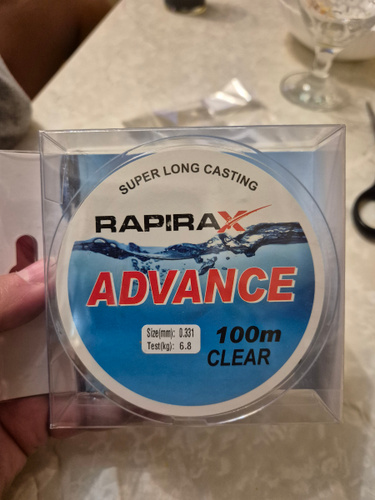 SUPER LONG CASTING
RAPIRAX
ADVANCE
Size(mm): 0.331
Test(kg): 6.8
100m
CLEAR